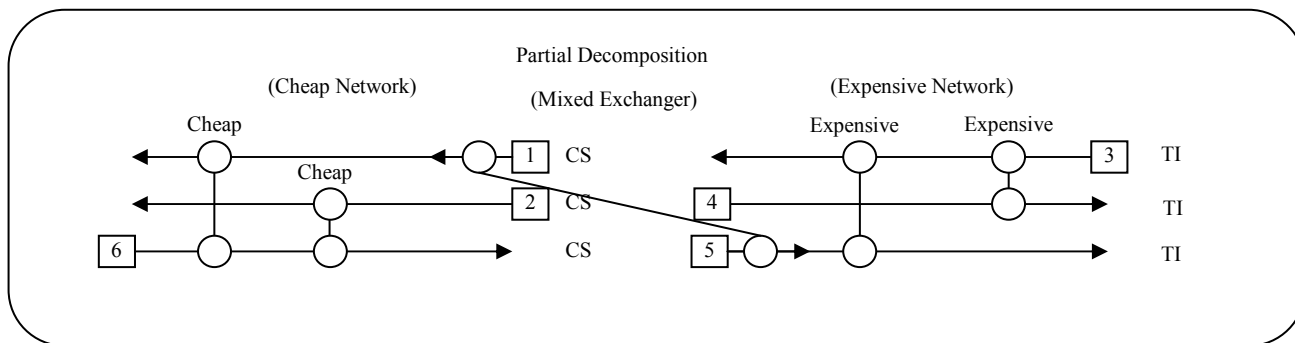 Partial Decomposition
(Cheap Network)
(Mixed Exchanger)
(Expensive Network)
Cheap
Expensive
Expensive
1
CS
3
TI
Cheap
2
CS
4
TI
6
CS
5
TI